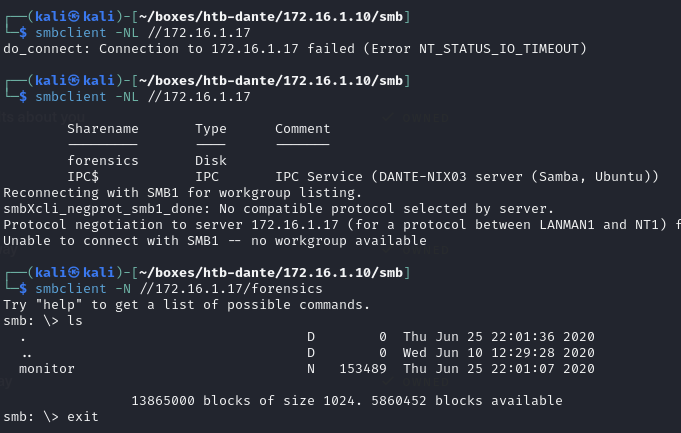 ┌──(kali㉿kali)-[~/boxes/htb-dante/172.16.1.10/smb]
└─$ smbclient -NL //172.16.1.17
do_connect: Connection to 172.16.1.17 failed (Error NT_STATUS_IO_TIMEOUT)
┌──(kali㉿kali)-[~/boxes/htb-dante/172.16.1.10/smb]
└─$ smbclient -NL //172.16.1.17
Sharename Type Comment
--------- ---- -------
forensics Disk
IPC$ IPC IPC Service (DANTE-NIX03 server (Samba, Ubuntu))
Reconnecting with SMB1 for workgroup listing.
smbXcli_negprot_smb1_done: No compatible protocol selected by server.
Protocol negotiation to server 172.16.1.17 (for a protocol between LANMAN1 and NT1) f
Unable to connect with SMB1 -- no workgroup available
┌──(kali㉿kali)-[~/boxes/htb-dante/172.16.1.10/smb]
└─$ smbclient -N //172.16.1.17/forensics
Try "help" to get a list of possible commands.
smb: \> ls
. D 0 Thu Jun 25 22:01:36 2020
.. D 0 Wed Jun 10 12:29:28 2020
monitor N 153489 Thu Jun 25 22:01:07 2020
13865000 blocks of size 1024. 5860452 blocks available
smb: \> exit